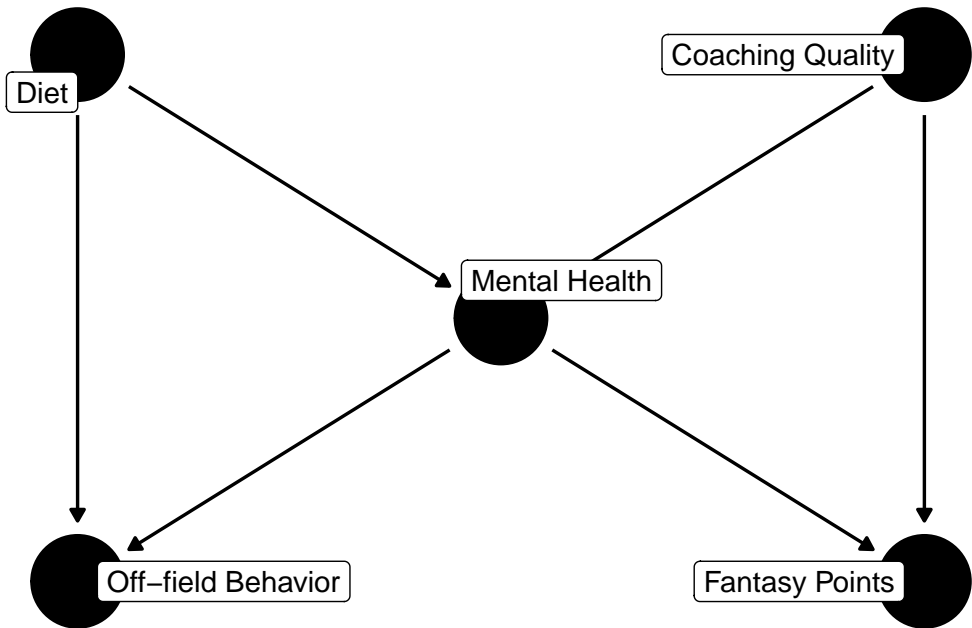 Coaching Quality
Diet
Mental Health
Off−field Behavior
Fantasy Points